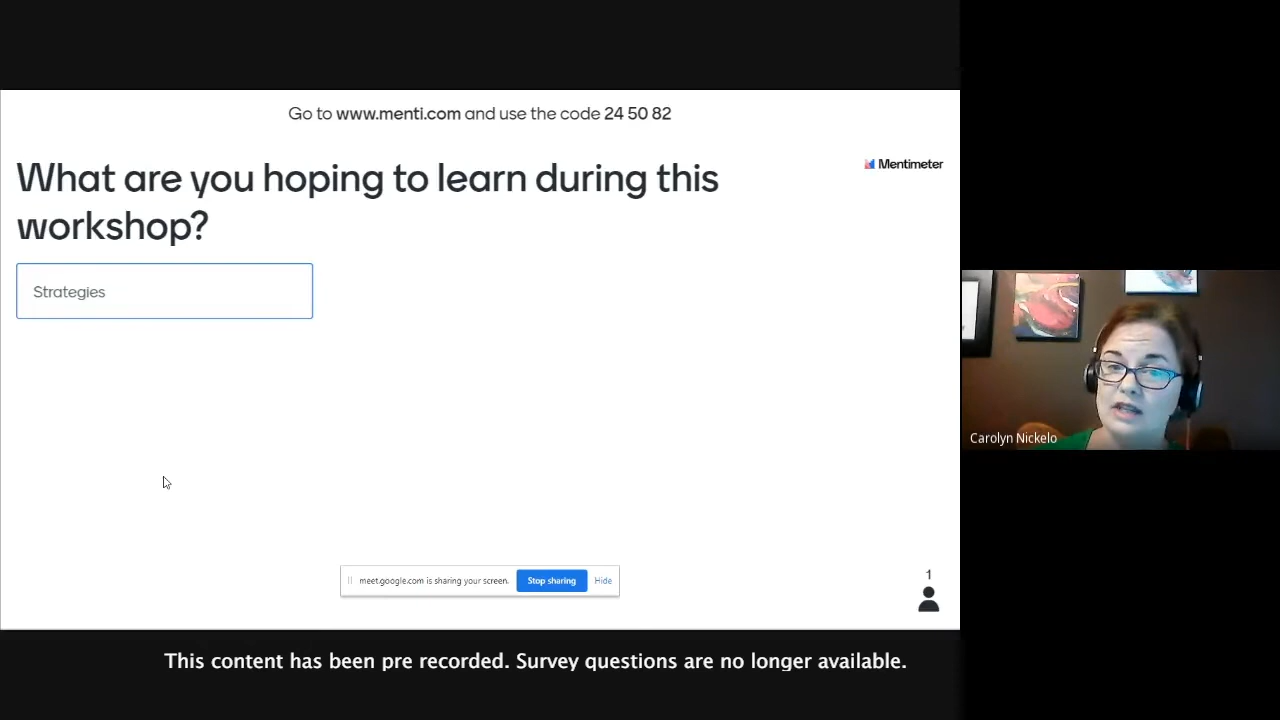 Go to www.menti.com and use the code 24 50 82
Mentimeter
What are you hoping to learn during this
workshop?
Strategies
Carolyn Nickelo
meet.google.com is sharing your screen.
Stop sharing
Hide
1
This content has been pre recorded. Survey questions are no longer available.